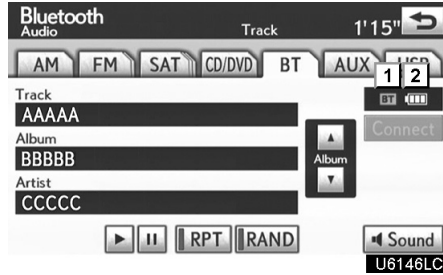 Bluetooth
Audio Track 1'15"
AM FM SAT CD/DVD BT AUX USB
1 2
Track
AAAAA
BT
Connect
Album
BBBBB
Album
Artist
CCCCC
RPT RAND Sound
U6146LC